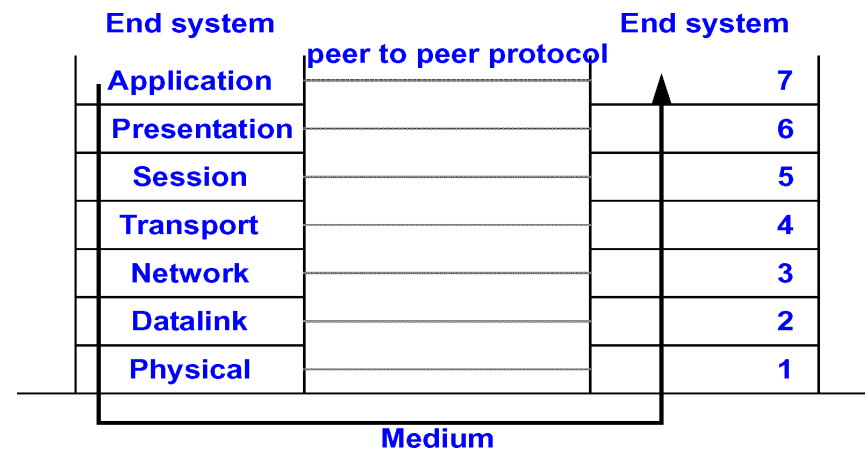 End system End system
peer to peer protocol
Application 7
Presentation 6
Session 5
Transport 4
Network 3
Datalink 2
Physical 1
Medium